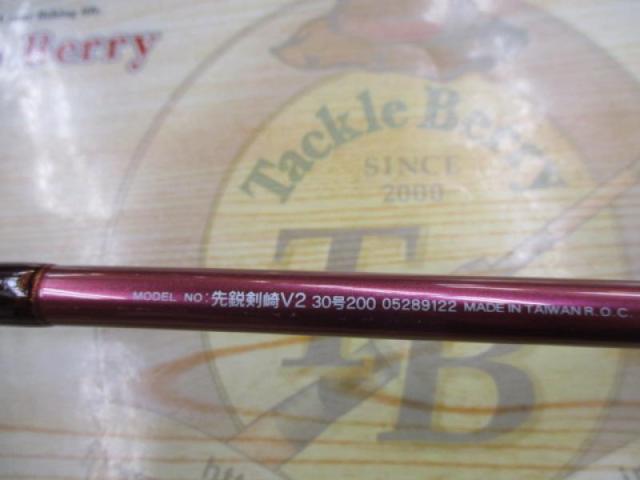 Berry
Tackle Berry
SINCE
2000
TB
MODEL NO: 先鋭剣崎V2 30号200 05289122 MADE IN TAIWAN R.O.C.